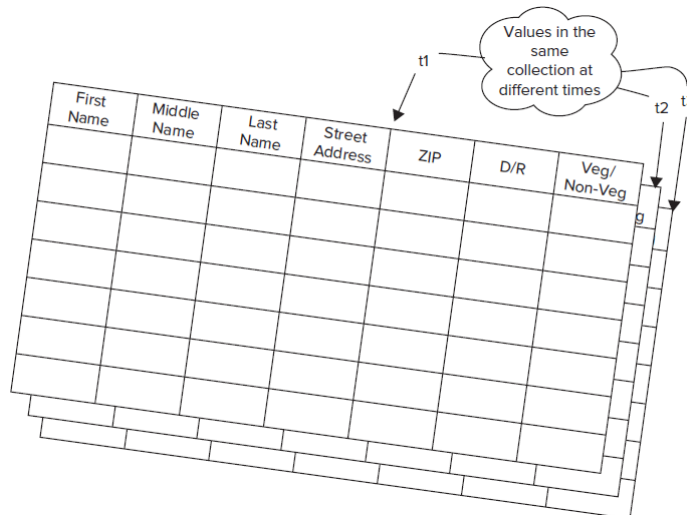 Values in the
same
collection at
different times
t1
t2
First
Name
Middle
Name
Last
Name
Street
Address
ZIP
D/R
Veg/
Non-Veg
g